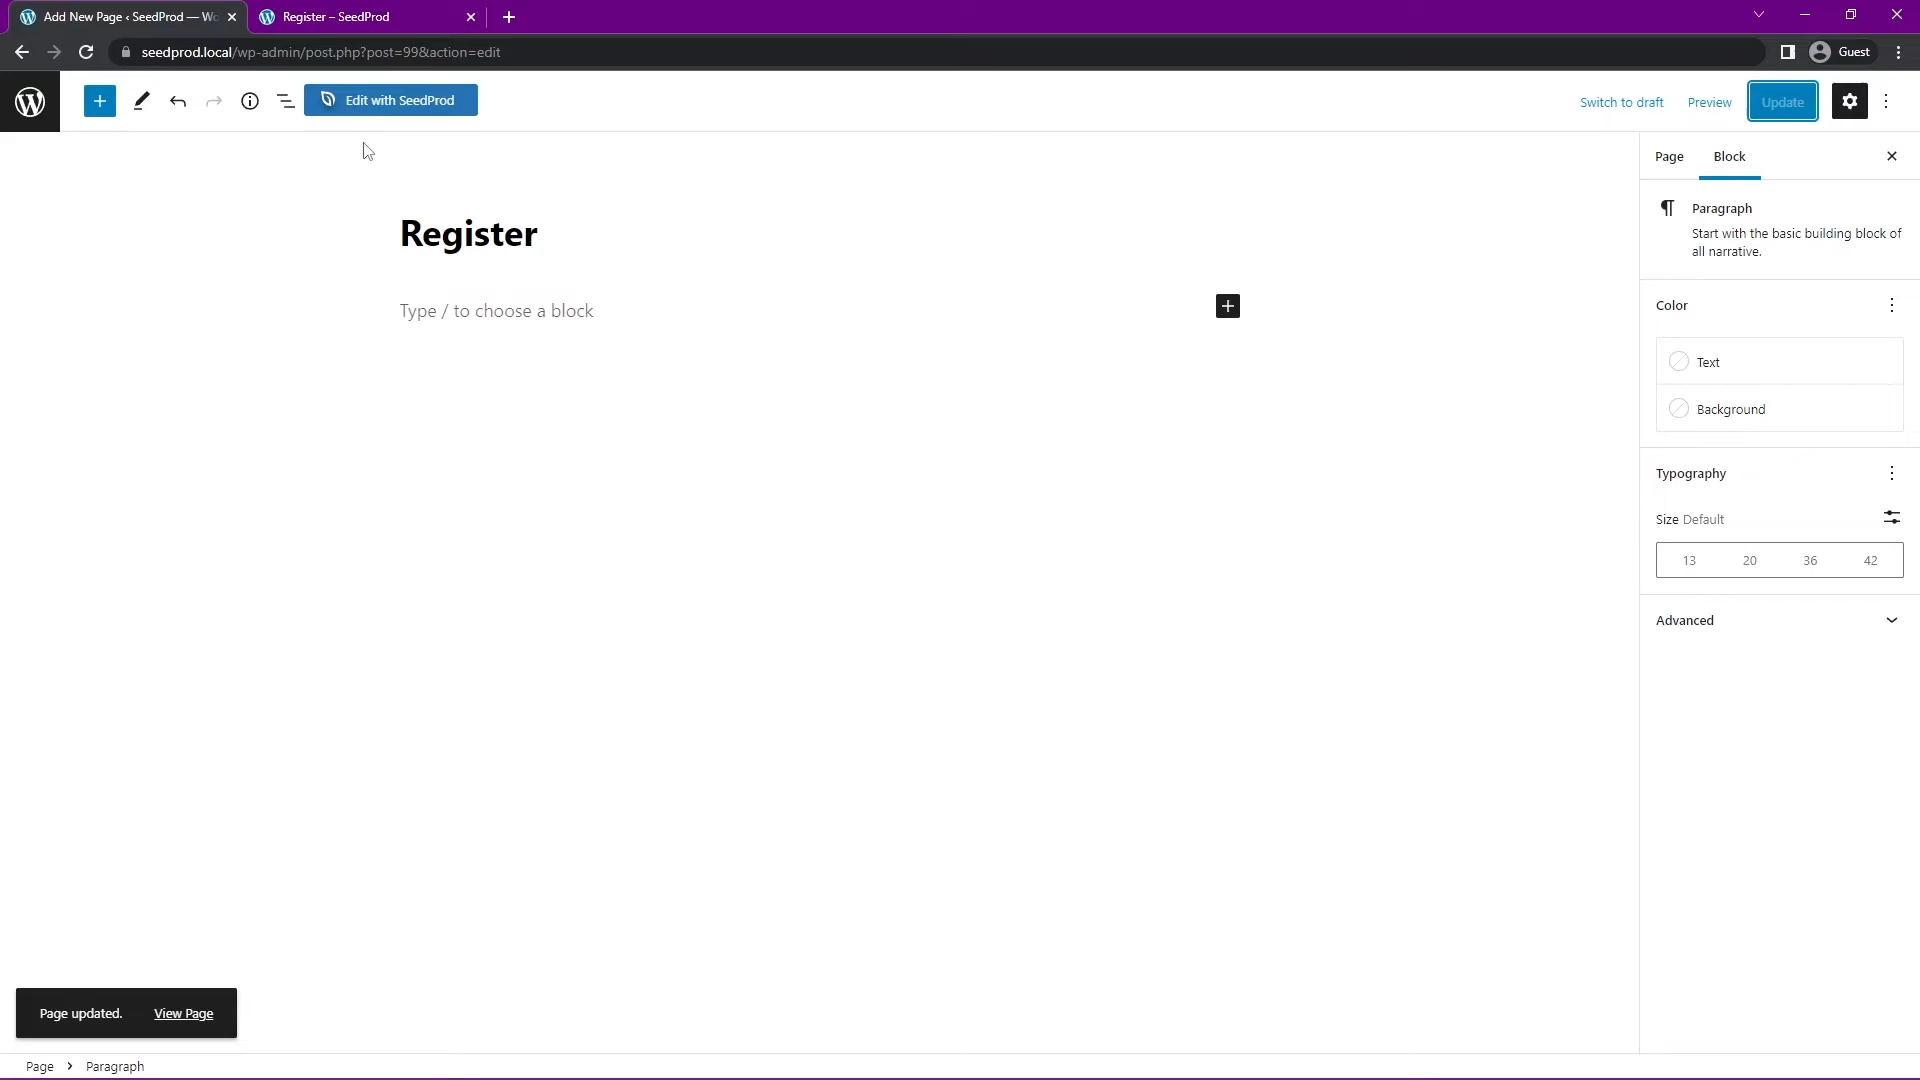 Add New Page ‹ SeedProd — Wo
Register – SeedProd
seedprod.local/wp-admin/post.php?post=99&action=edit
Guest
Edit with SeedProd
Switch to draft
Preview
Update
Page
Block
Register
Paragraph
Start with the basic building block of
all narrative.
Type / to choose a block
Color
Text
Background
Typography
Size Default
13 20 36 42
Advanced
Page updated. View Page
Page > Paragraph